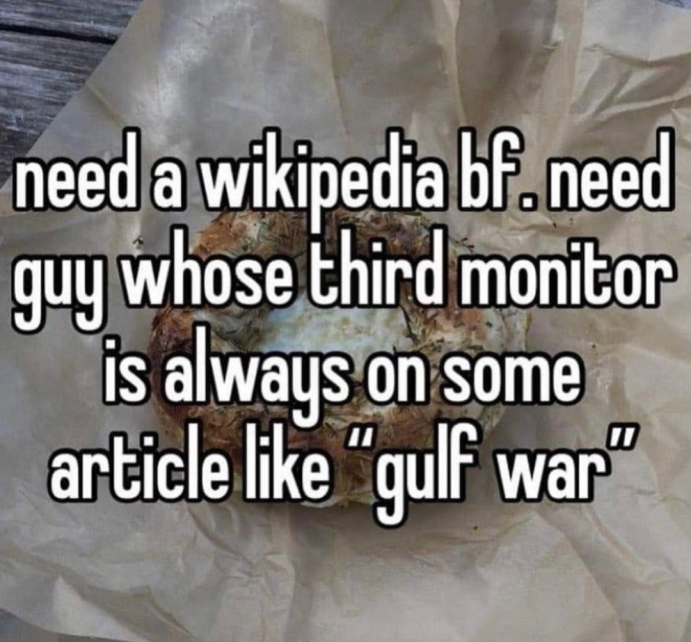 need a wikipedia bf. need
guy whose third monitor
is always on some
article like “gulf war”